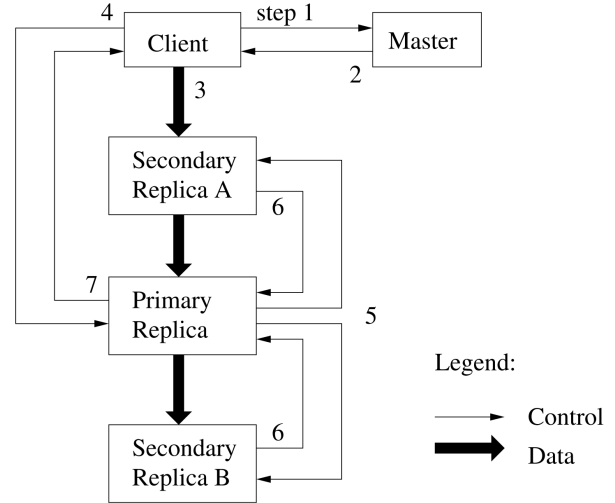 4
step 1
Client
Master
2
3
Secondary
Replica A
6
7
Primary
Replica
5
Legend:
6
Control
Secondary
Replica B
Data